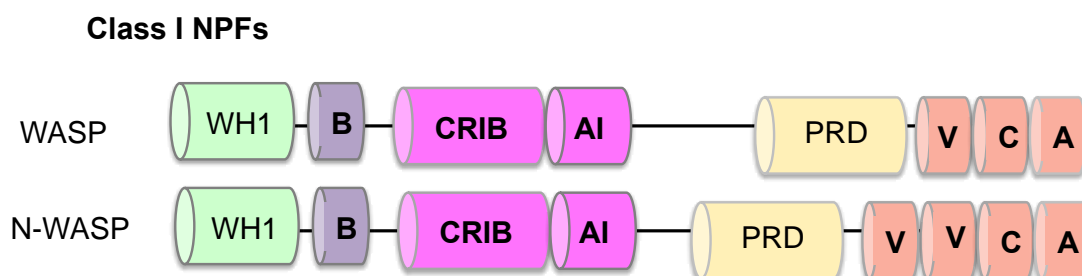 Class I NPFs
WASP WH1 B CRIB AI PRD V C A
N-WASP WH1 B CRIB AI PRD V V C A